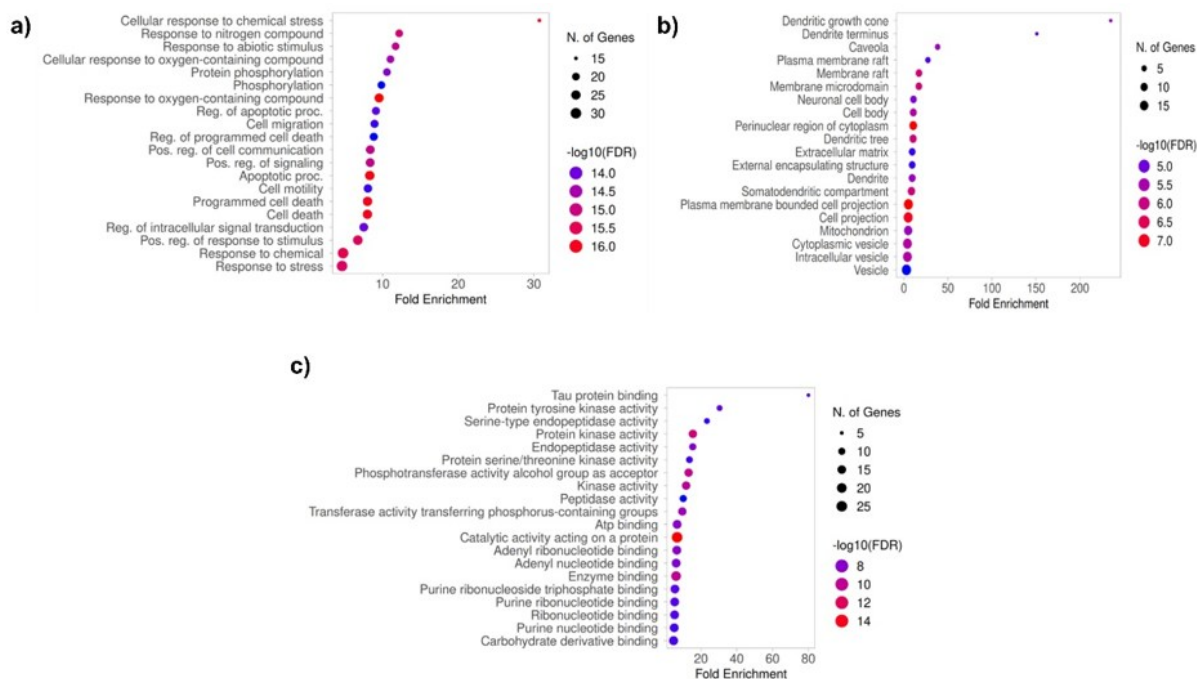 a)
Cellular response to chemical stress
Response to nitrogen compound
Response to abiotic stimulus
Cellular response to oxygen-containing compound
Protein phosphorylation
Phosphorylation
Response to oxygen-containing compound
Reg. of apoptotic proc.
Cell migration
Reg. of programmed cell death
Pos. reg. of cell communication
Pos. reg. of signaling
Apoptotic proc.
Cell motility
Programmed cell death
Cell death
Reg. of intracellular signal transduction
Pos. reg. of response to stimulus
Response to chemical
Response to stress
10 20 30
Fold Enrichment
N. of Genes
15
20
25
30
-log10(FDR)
14.0
14.5
15.0
15.5
16.0
b)
Dendritic growth cone
Dendrite terminus
Caveola
Plasma membrane raft
Membrane raft
Membrane microdomain
Neuronal cell body
Cell body
Perinuclear region of cytoplasm
Dendritic tree
Extracellular matrix
External encapsulating structure
Dendrite
Somatodendritic compartment
Plasma membrane bounded cell projection
Cell projection
Mitochondrion
Cytoplasmic vesicle
Intracellular vesicle
Vesicle
0 50 100 150 200
Fold Enrichment
N. of Genes
5
10
15
-log10(FDR)
5.0
5.5
6.0
6.5
7.0
c)
Tau protein binding
Protein tyrosine kinase activity
Serine-type endopeptidase activity
Protein kinase activity
Endopeptidase activity
Protein serine/threonine kinase activity
Phosphotransferase activity alcohol group as acceptor
Kinase activity
Peptidase activity
Transferase activity transferring phosphorus-containing groups
Atp binding
Catalytic activity acting on a protein
Adenyl ribonucleotide binding
Adenyl nucleotide binding
Enzyme binding
Purine ribonucleoside triphosphate binding
Purine ribonucleotide binding
Ribonucleotide binding
Purine nucleotide binding
Carbohydrate derivative binding
20 40 60 80
Fold Enrichment
N. of Genes
5
10
15
20
25
-log10(FDR)
8
10
12
14